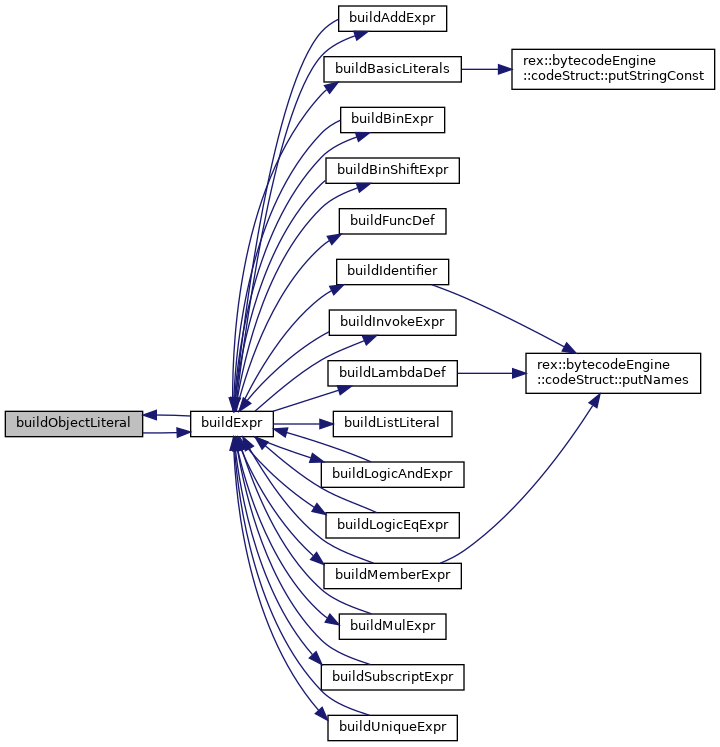 buildAddExpr
buildBasicLiterals
rex::bytecodeEngine
::codeStruct::putStringConst
buildBinExpr
buildBinShiftExpr
buildFuncDef
buildIdentifier
buildInvokeExpr
buildLambdaDef
rex::bytecodeEngine
::codeStruct::putNames
buildObjectLiteral
buildExpr
buildListLiteral
buildLogicAndExpr
buildLogicEqExpr
buildMemberExpr
buildMulExpr
buildSubscriptExpr
buildUniqueExpr